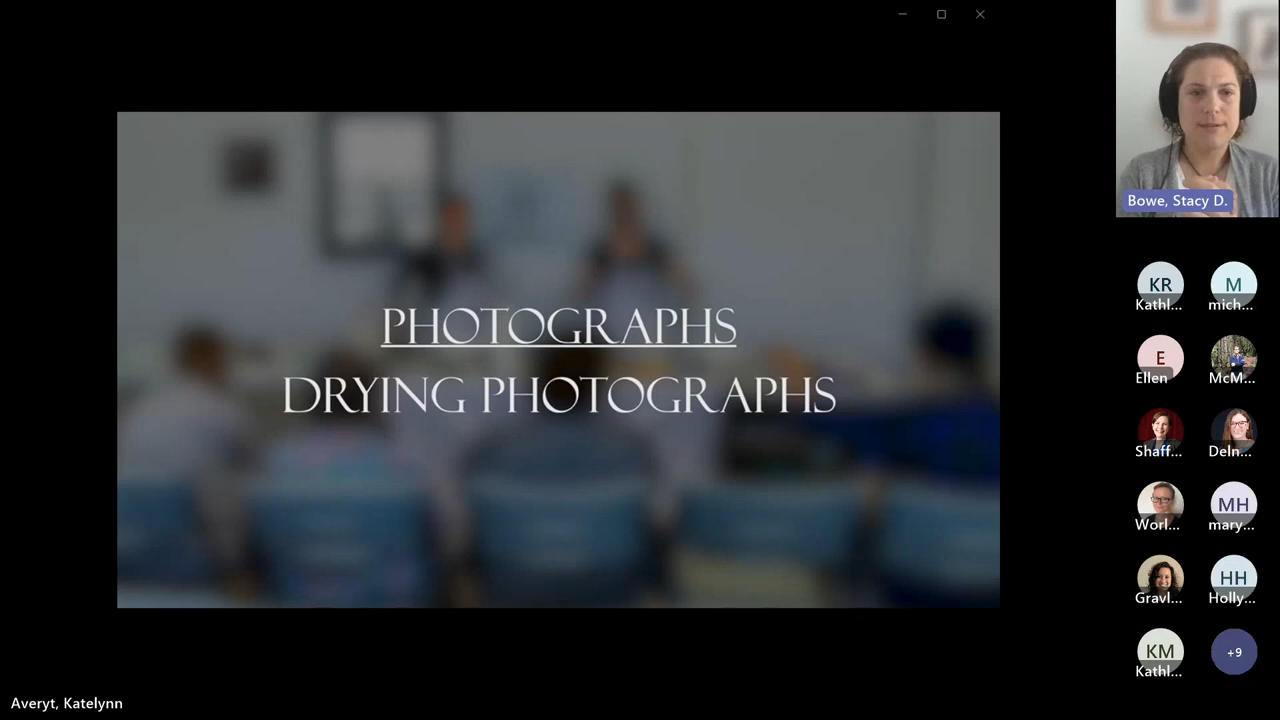 PHOTOGRAPHS
DRYING PHOTOGRAPHS
Bowe, Stacy D.
KR
Kathl...
M
mich...
E
Ellen
McM...
Shaff...
Deln...
Worl...
MH
mary...
Gravl...
HH
Holly...
KM
Kathl...
+9
Averyt, Katelynn